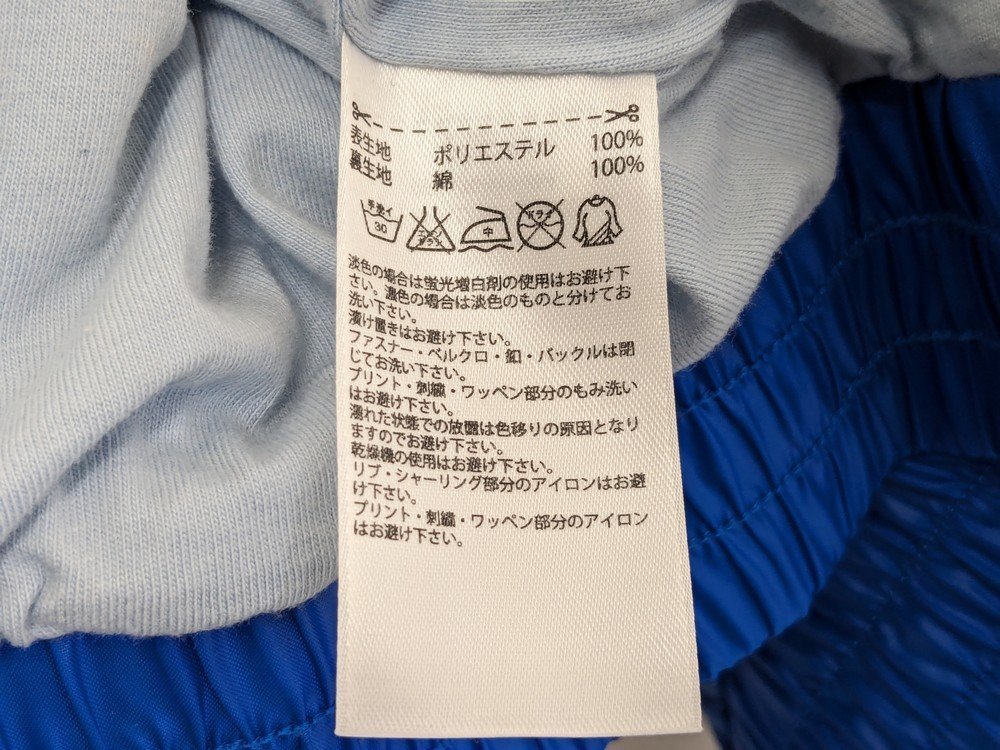 表生地 ポリエステル 100%
裏生地 綿 100%
手洗イ
30
エンソ
サラシ
中
ドライ
淡色の場合は蛍光増白剤の使用はお避け下
さい。濃色の場合は淡色のものと分けてお
洗い下さい。
漬け置きはお避け下さい。
ファスナー・ベルクロ・釦・バックルは閉
じてお洗い下さい。
プリント・刺繍・ワッペン部分のもみ洗い
はお避け下さい。
濡れた状態での放置は色移りの原因となり
ますのでお避け下さい。
乾燥機の使用はお避け下さい。
リブ・シャーリング部分のアイロンはお避
け下さい。
プリント・刺繍・ワッペン部分のアイロン
はお避け下さい。